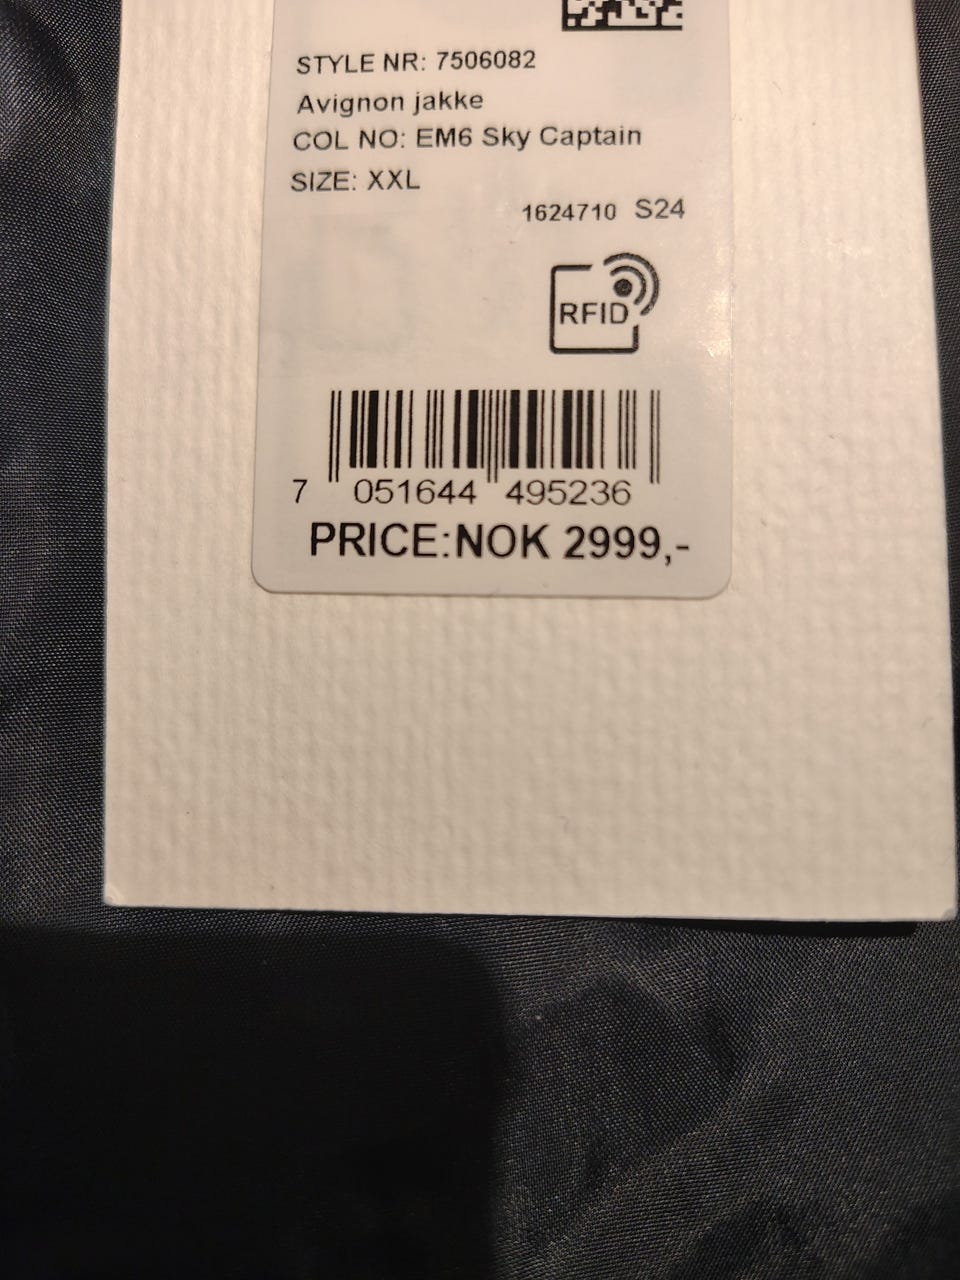 STYLE NR: 7506082
Avignon jakke
COL NO: EM6 Sky Captain
SIZE: XXL
1624710 S24
RFID
7 051644 495236
PRICE:NOK 2999,-